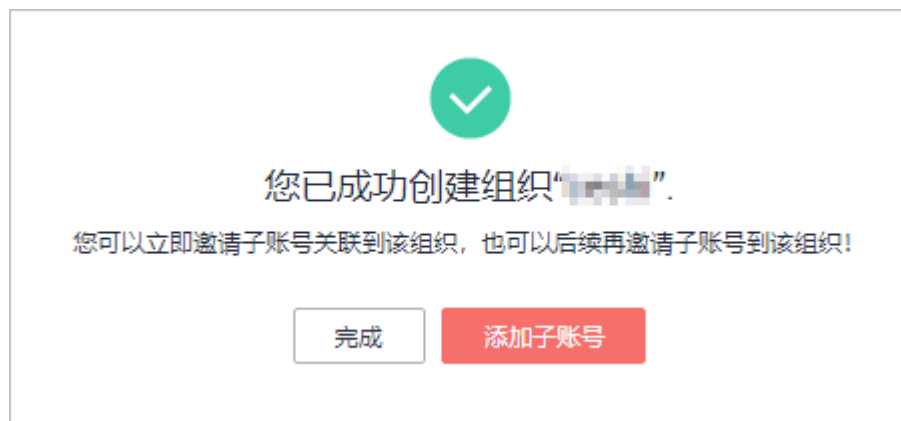 您已成功创建组织“”.
您可以立即邀请子账号关联到该组织，也可以后续再邀请子账号到该组织！
完成
添加子账号